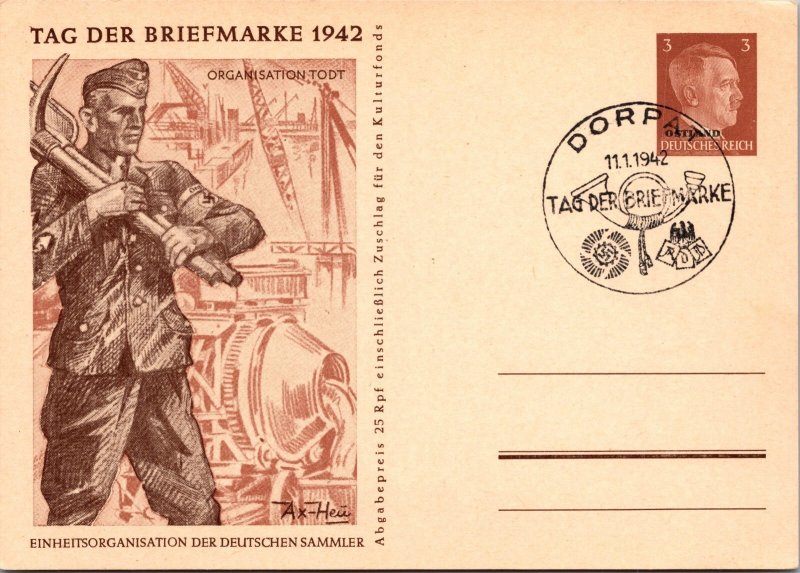 TAG DER BRIEFMARKE 1942
ORGANISATION TODT
Ax-Heu
EINHEITSORGANISATION DER DEUTSCHEN SAMMLER
Abgabepreis 25 Rpf einschließlich Zuschlag für den Kulturfonds
3 3
OSTLAND
DEUTSCHES REICH
DORPAT
11.1.1942
TAG DER BRIEFMARKE